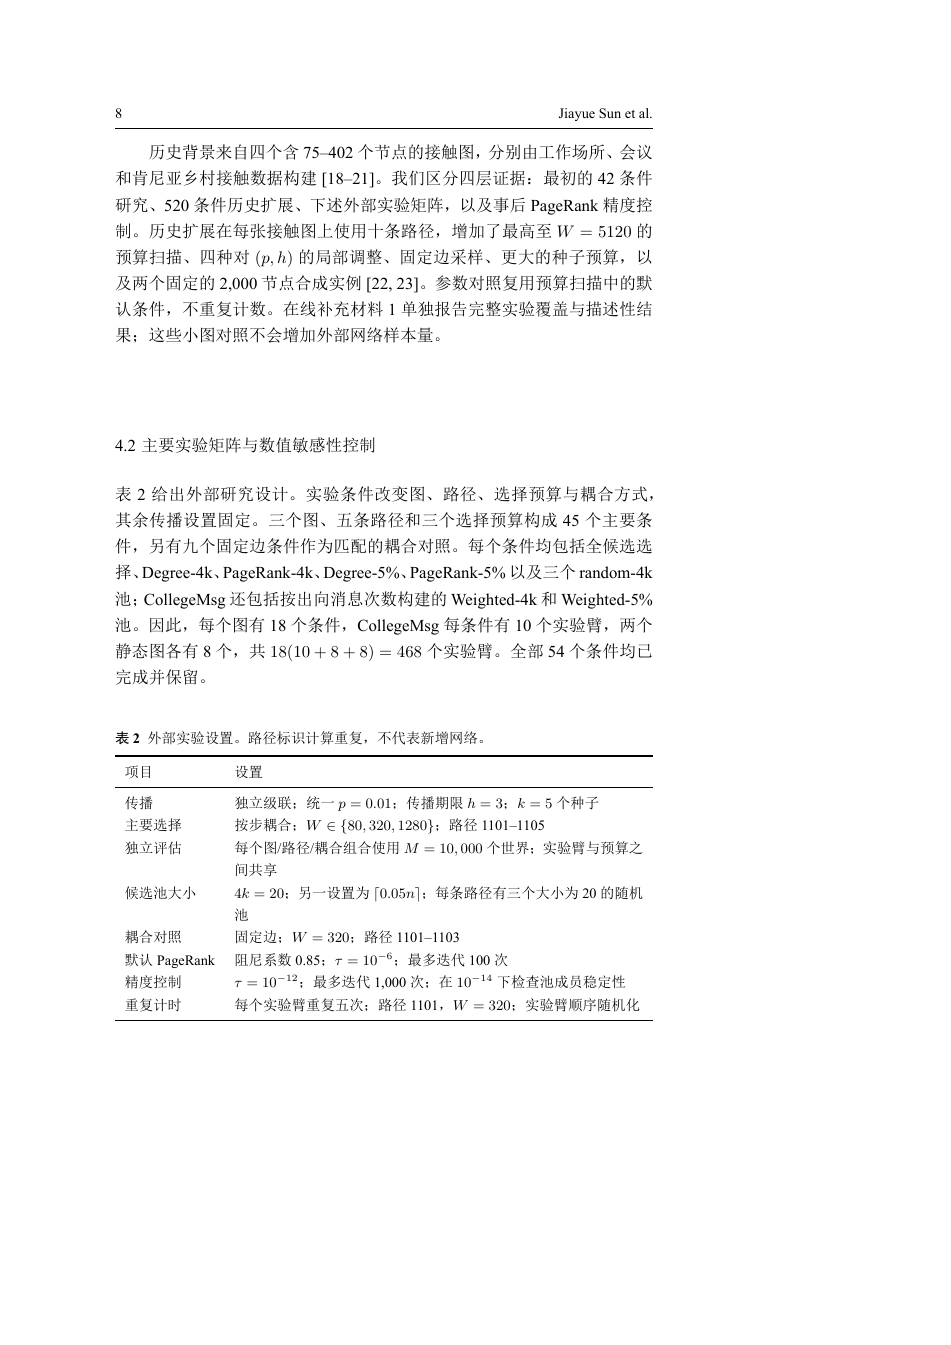 8 Jiayue Sun et al.
历史背景来自四个含 75–402 个节点的接触图，分别由工作场所、会议
和肯尼亚乡村接触数据构建 [18–21]。我们区分四层证据：最初的 42 条件
研究、520 条件历史扩展、下述外部实验矩阵，以及事后 PageRank 精度控
制。历史扩展在每张接触图上使用十条路径，增加了最高至 W = 5120 的
预算扫描、四种对 (p, h) 的局部调整、固定边采样、更大的种子预算，以
及两个固定的 2,000 节点合成实例 [22, 23]。参数对照复用预算扫描中的默
认条件，不重复计数。在线补充材料 1 单独报告完整实验覆盖与描述性结
果；这些小图对照不会增加外部网络样本量。
4.2 主要实验矩阵与数值敏感性控制
表 2 给出外部研究设计。实验条件改变图、路径、选择预算与耦合方式，
其余传播设置固定。三个图、五条路径和三个选择预算构成 45 个主要条
件，另有九个固定边条件作为匹配的耦合对照。每个条件均包括全候选选
择、Degree-4k、PageRank-4k、Degree-5%、PageRank-5% 以及三个 random-4k
池；CollegeMsg 还包括按出向消息次数构建的 Weighted-4k 和 Weighted-5%
池。因此，每个图有 18 个条件，CollegeMsg 每条件有 10 个实验臂，两个
静态图各有 8 个，共 18(10 + 8 + 8) = 468 个实验臂。全部 54 个条件均已
完成并保留。
表 2 外部实验设置。路径标识计算重复，不代表新增网络。
项目 设置
传播 独立级联；统一 p = 0.01；传播期限 h = 3；k = 5 个种子
主要选择 按步耦合；W ∈ {80, 320, 1280}；路径 1101–1105
独立评估 每个图/路径/耦合组合使用 M = 10,000 个世界；实验臂与预算之
间共享
候选池大小 4k = 20；另一设置为 ⌈0.05n⌉；每条路径有三个大小为 20 的随机
池
耦合对照 固定边；W = 320；路径 1101–1103
默认 PageRank 阻尼系数 0.85；τ = 10⁻⁶；最多迭代 100 次
精度控制 τ = 10⁻¹²；最多迭代 1,000 次；在 10⁻¹⁴ 下检查池成员稳定性
重复计时 每个实验臂重复五次；路径 1101，W = 320；实验臂顺序随机化